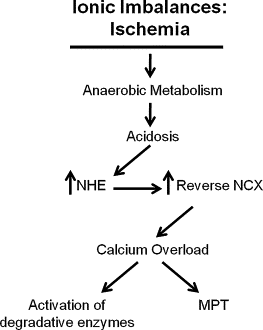 Ionic Imbalances:
Ischemia
Anaerobic Metabolism
Acidosis
↑NHE
↑Reverse NCX
Calcium Overload
Activation of
degradative enzymes
MPT